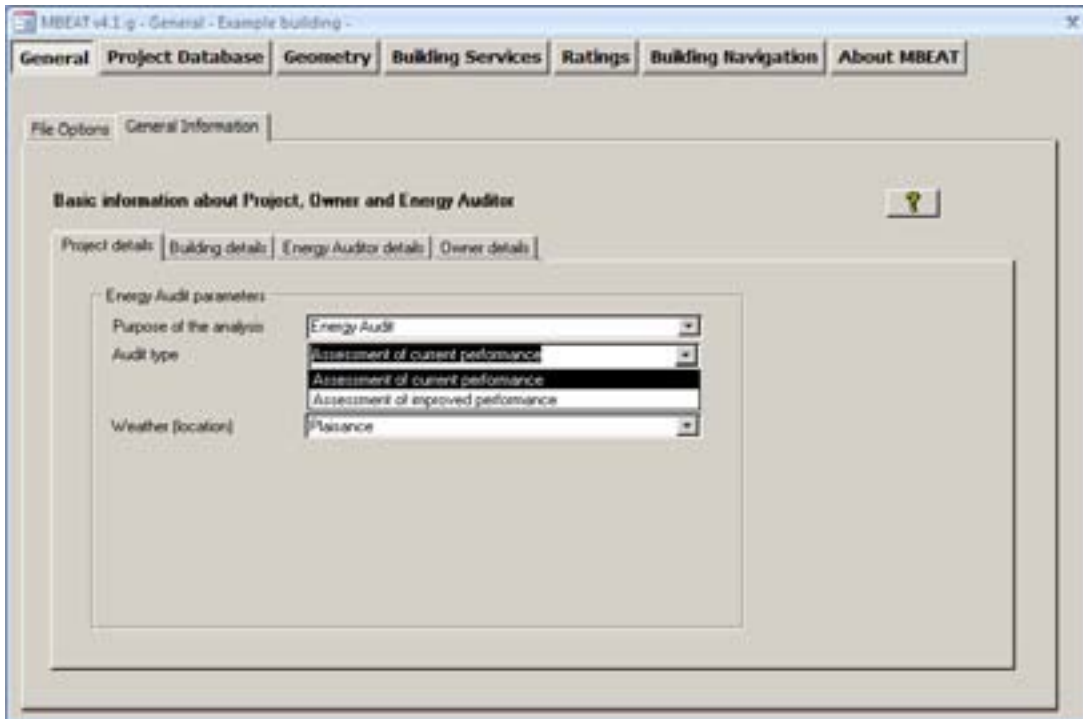 MBEAT v4.1.g - General - Example building -
General Project Database Geometry Building Services Ratings Building Navigation About MBEAT
File Options General Information
Basic information about Project, Owner and Energy Auditor
?
Project details Building details Energy Auditor details Owner details
Energy Audit parameters
Purpose of the analysis Energy Audit
Audit type Assessment of current performance
Assessment of current performance
Assessment of improved performance
Weather (location) Plaisance